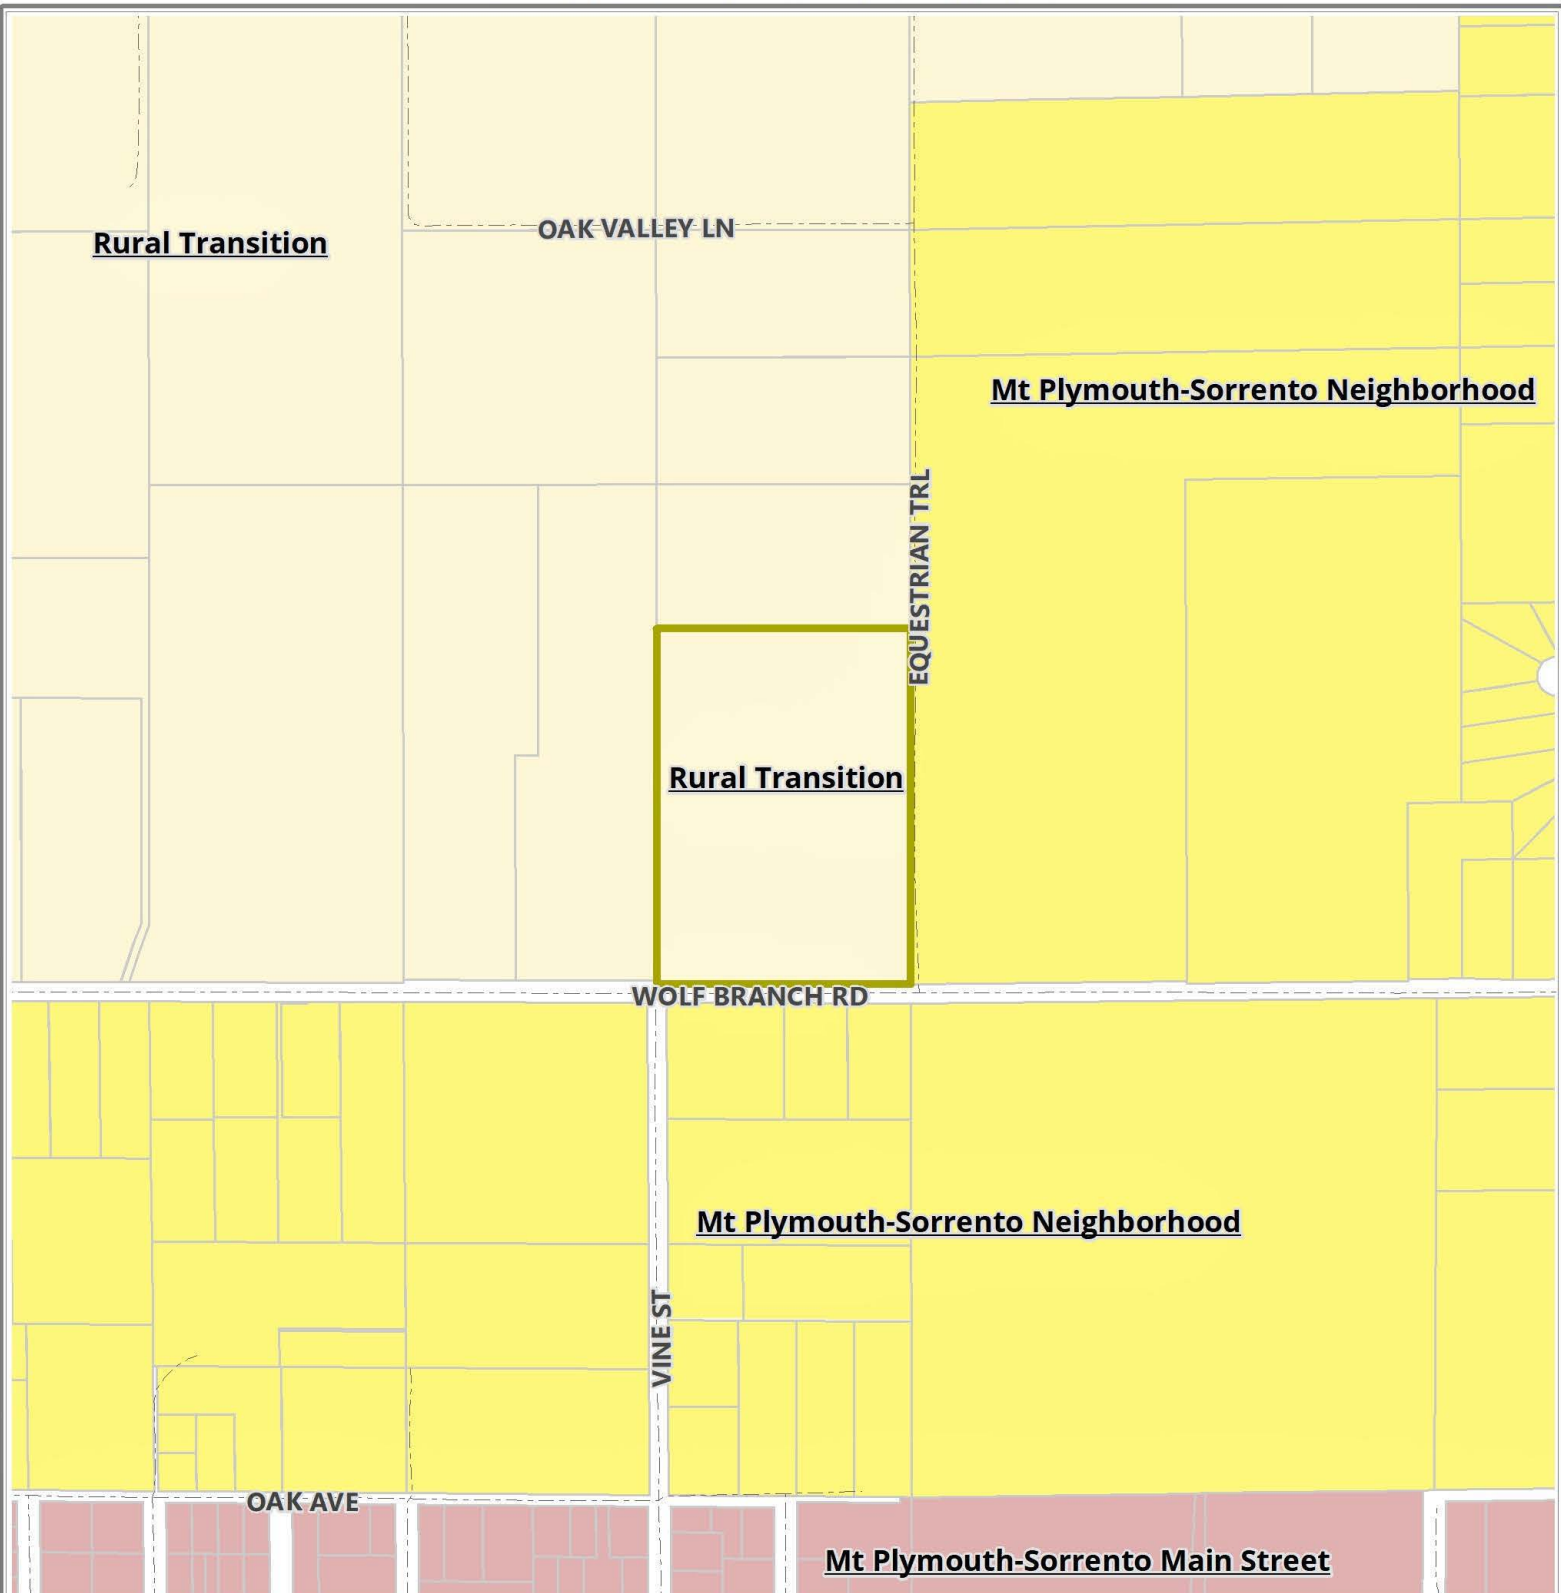 OAK VALLEY LN
Rural Transition
Mt Plymouth-Sorrento Neighborhood
EQUESTRIAN TRL
Rural Transition
WOLF BRANCH RD
Mt Plymouth-Sorrento Neighborhood
VINE ST
OAK AVE
Mt Plymouth-Sorrento Main Street